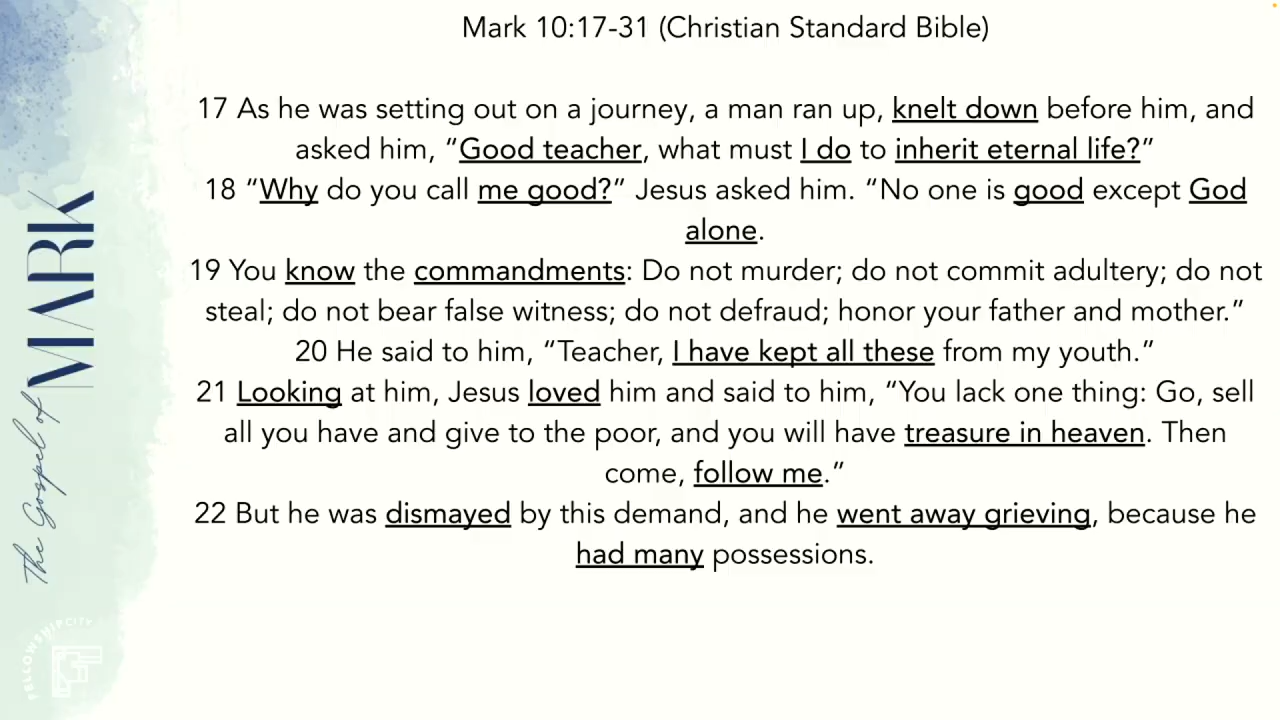 Mark 10:17-31 (Christian Standard Bible)
17 As he was setting out on a journey, a man ran up, knelt down before him, and
asked him, “Good teacher, what must I do to inherit eternal life?”
18 “Why do you call me good?” Jesus asked him. “No one is good except God
alone.
19 You know the commandments: Do not murder; do not commit adultery; do not
steal; do not bear false witness; do not defraud; honor your father and mother.”
20 He said to him, “Teacher, I have kept all these from my youth.”
21 Looking at him, Jesus loved him and said to him, “You lack one thing: Go, sell
all you have and give to the poor, and you will have treasure in heaven. Then
come, follow me.”
22 But he was dismayed by this demand, and he went away grieving, because he
had many possessions.
The Gospel of
MARK
FELLOWSHIPCITY